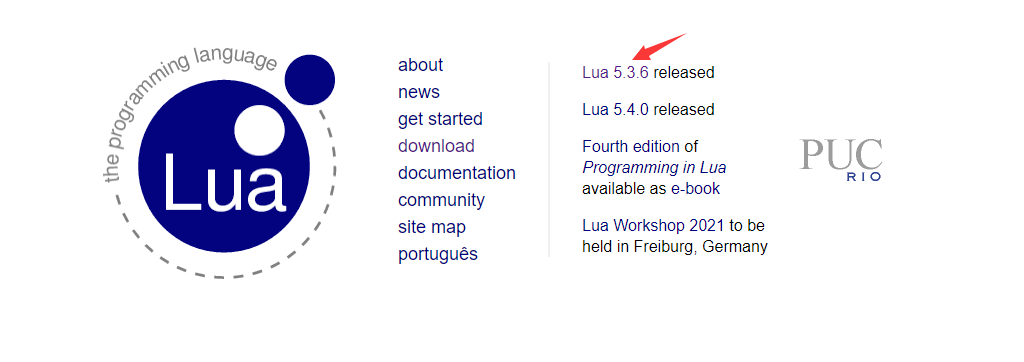 the programming language
Lua
about
news
get started
download
documentation
community
site map
português
Lua 5.3.6 released
Lua 5.4.0 released
Fourth edition of
Programming in Lua
available as e-book
Lua Workshop 2021 to be
held in Freiburg, Germany
PUC
RIO